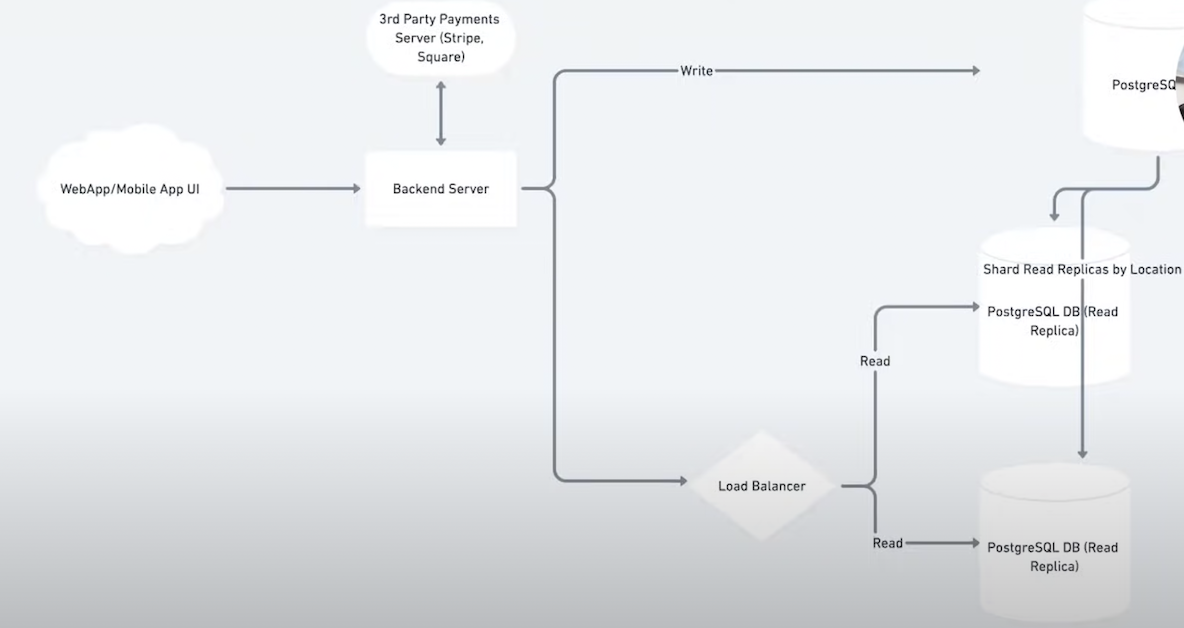 3rd Party Payments
Server (Stripe,
Square)
Write
PostgreSQ
WebApp/Mobile App UI
Backend Server
Shard Read Replicas by Location
PostgreSQL DB (Read
Replica)
Read
Load Balancer
Read
PostgreSQL DB (Read
Replica)